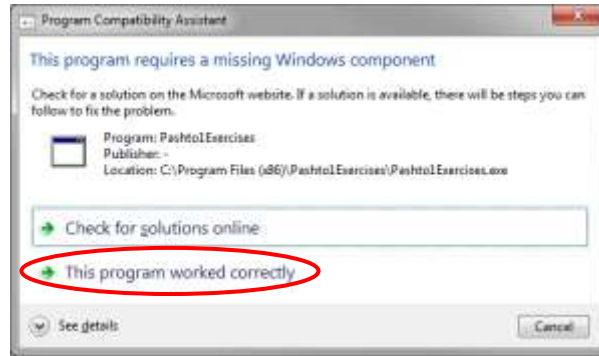 Program Compatibility Assistant
This program requires a missing Windows component
Check for a solution on the Microsoft website. If a solution is available, there will be steps you can
follow to fix the problem.
Program: Pashto1Exercises
Publisher: -
Location: C:\Program Files (x86)\Pashto1Exercises\Pashto1Exercises.exe
Check for solutions online
This program worked correctly
See details
Cancel